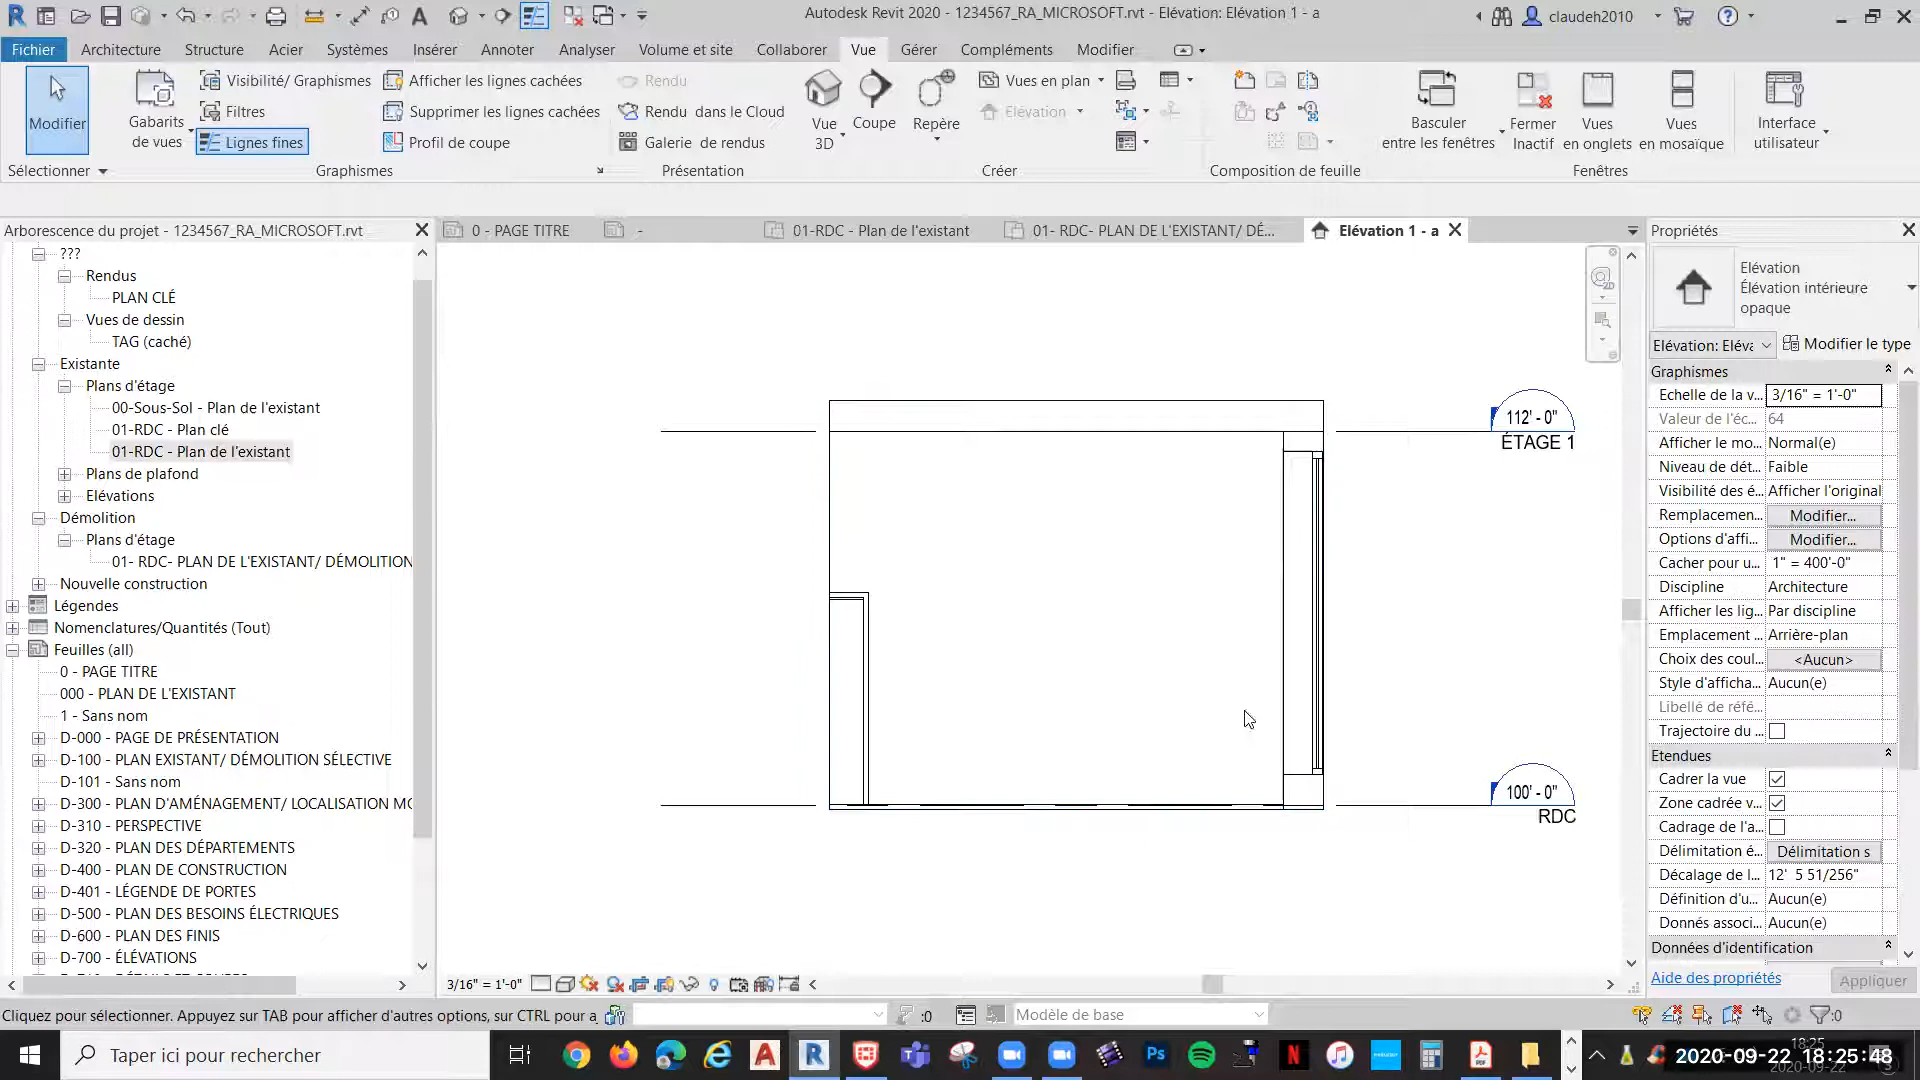 Autodesk Revit 2020 - 1234567_RA_MICROSOFT.rvt - Elévation: Elévation 1 - a
claudeh2010
Fichier Architecture Structure Acier Systèmes Insérer Annoter Analyser Volume et site Collaborer Vue Gérer Compléments Modifier
Modifier
Gabarits de vues
Visibilité/ Graphismes
Filtres
Lignes fines
Afficher les lignes cachées
Supprimer les lignes cachées
Profil de coupe
Rendu
Rendu dans le Cloud
Galerie de rendus
Vue 3D
Coupe
Repère
Vues en plan
Elévation
Basculer entre les fenêtres
Fermer Inactif
Vues en onglets
Vues en mosaïque
Interface utilisateur
Sélectionner Graphismes Présentation Créer Composition de feuille Fenêtres
Arborescence du projet - 1234567_RA_MICROSOFT.rvt
0 - PAGE TITRE
-
01-RDC - Plan de l'existant
01- RDC- PLAN DE L'EXISTANT/ DÉ...
Elévation 1 - a
Propriétés
???
Rendus
PLAN CLÉ
Vues de dessin
TAG (caché)
Existante
Plans d'étage
00-Sous-Sol - Plan de l'existant
01-RDC - Plan clé
01-RDC - Plan de l'existant
Plans de plafond
Elévations
Démolition
Plans d'étage
01- RDC- PLAN DE L'EXISTANT/ DÉMOLITION
Nouvelle construction
Légendes
Nomenclatures/Quantités (Tout)
Feuilles (all)
0 - PAGE TITRE
000 - PLAN DE L'EXISTANT
1 - Sans nom
D-000 - PAGE DE PRÉSENTATION
D-100 - PLAN EXISTANT/ DÉMOLITION SÉLECTIVE
D-101 - Sans nom
D-300 - PLAN D'AMÉNAGEMENT/ LOCALISATION MO
D-310 - PERSPECTIVE
D-320 - PLAN DES DÉPARTEMENTS
D-400 - PLAN DE CONSTRUCTION
D-401 - LÉGENDE DE PORTES
D-500 - PLAN DES BESOINS ÉLECTRIQUES
D-600 - PLAN DES FINIS
D-700 - ÉLÉVATIONS
112' - 0"
ÉTAGE 1
100' - 0"
RDC
2D
Elévation
Élévation intérieure
opaque
Elévation: Eléva
Modifier le type
Graphismes
Echelle de la v... 3/16" = 1'-0"
Valeur de l'éc... 64
Afficher le mo... Normal(e)
Niveau de dét... Faible
Visibilité des é... Afficher l'original
Remplacemen... Modifier...
Options d'affi... Modifier...
Cacher pour u... 1" = 400'-0"
Discipline Architecture
Afficher les lig... Par discipline
Emplacement ... Arrière-plan
Choix des coul... <Aucun>
Style d'afficha... Aucun(e)
Libellé de réfé...
Trajectoire du ...
Etendues
Cadrer la vue
Zone cadrée v...
Cadrage de l'a...
Délimitation é... Délimitation s
Décalage de l... 12' 5 51/256"
Définition d'u... Aucun(e)
Donnés associ... Aucun(e)
Données d'identification
Aide des propriétés
Appliquer
3/16" = 1'-0"
Cliquez pour sélectionner. Appuyez sur TAB pour afficher d'autres options, sur CTRL pour a
:0
Modèle de base
:0
Taper ici pour rechercher
18:25
2020-09-22 18:25:48
2020-09-22